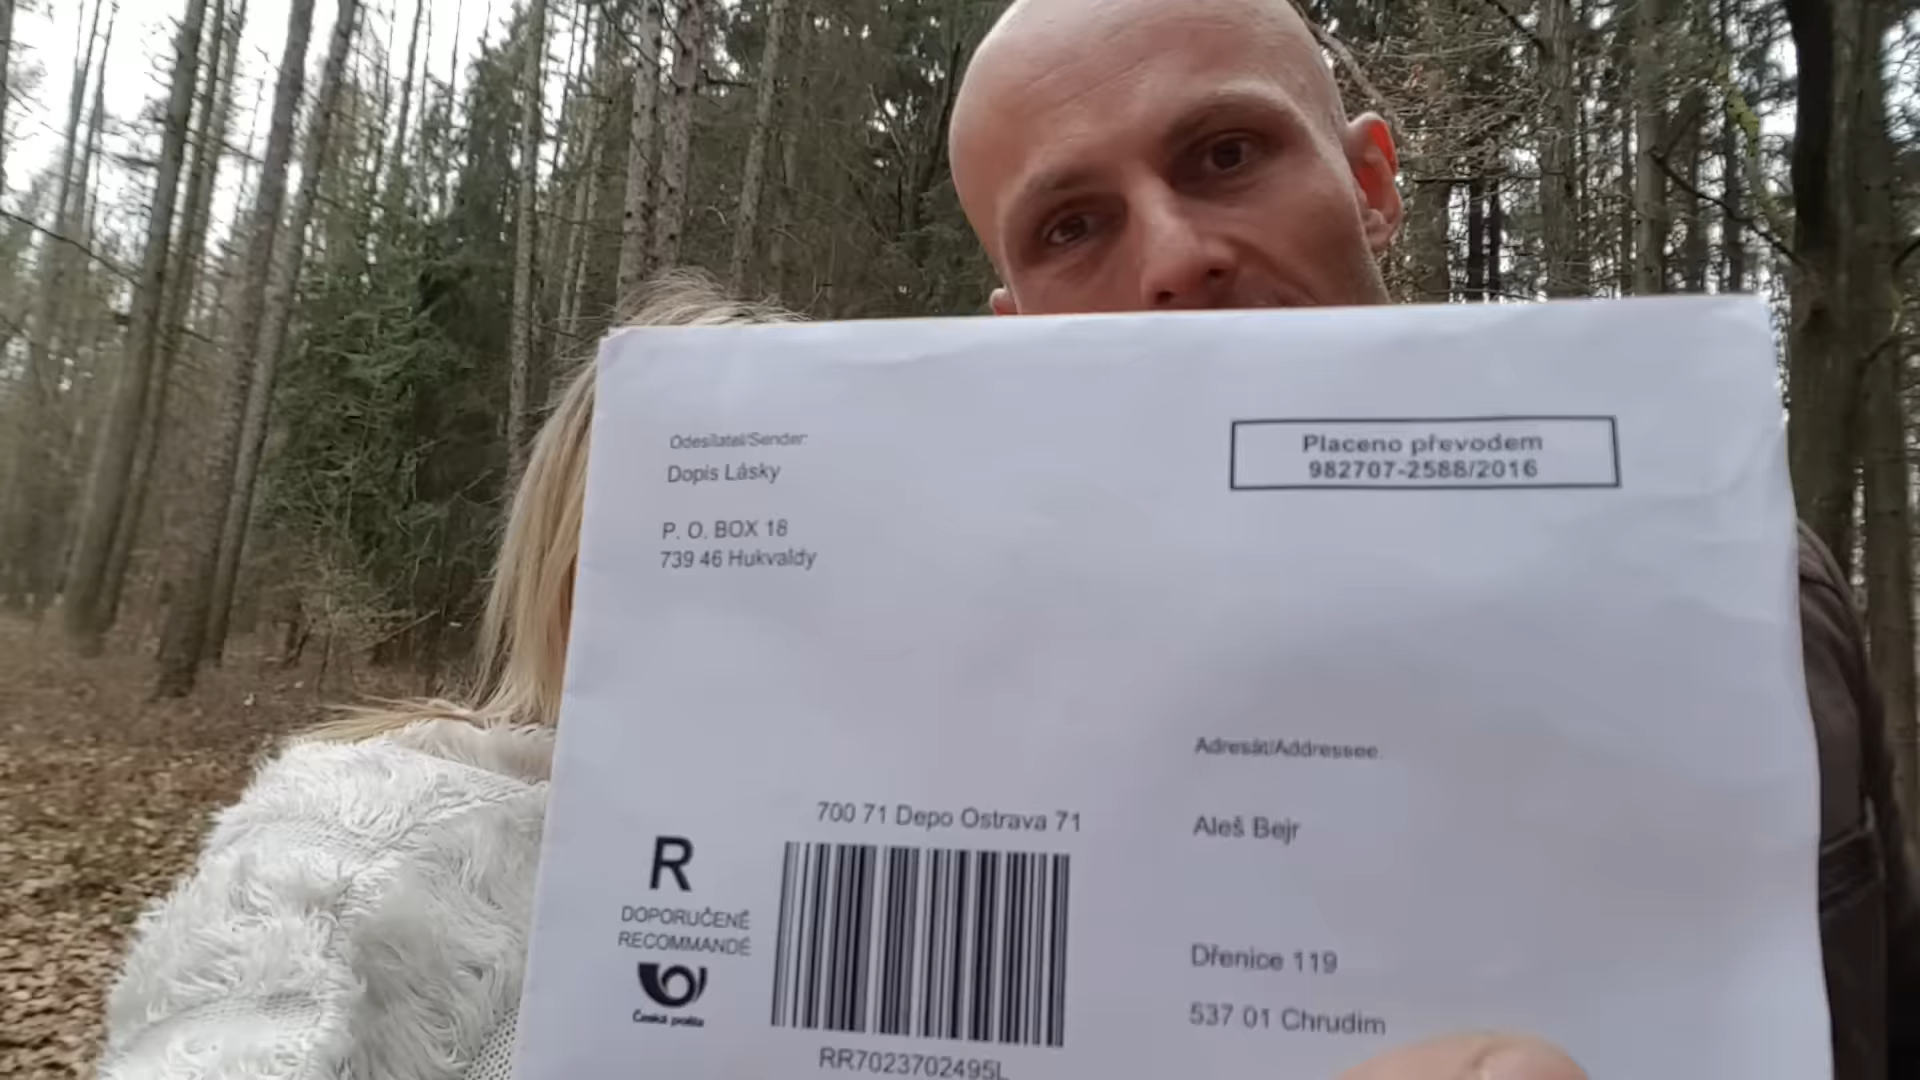 Odesílatel/Sender:
Dopis Lásky
P. O. BOX 18
739 46 Hukvaldy
Placeno převodem
982707-2588/2016
700 71 Depo Ostrava 71
R
DOPORUČENĚ
RECOMMANDÉ
Česká pošta
RR7023702495L
Adresát/Addressee:
Aleš Bejr
Dřenice 119
537 01 Chrudim